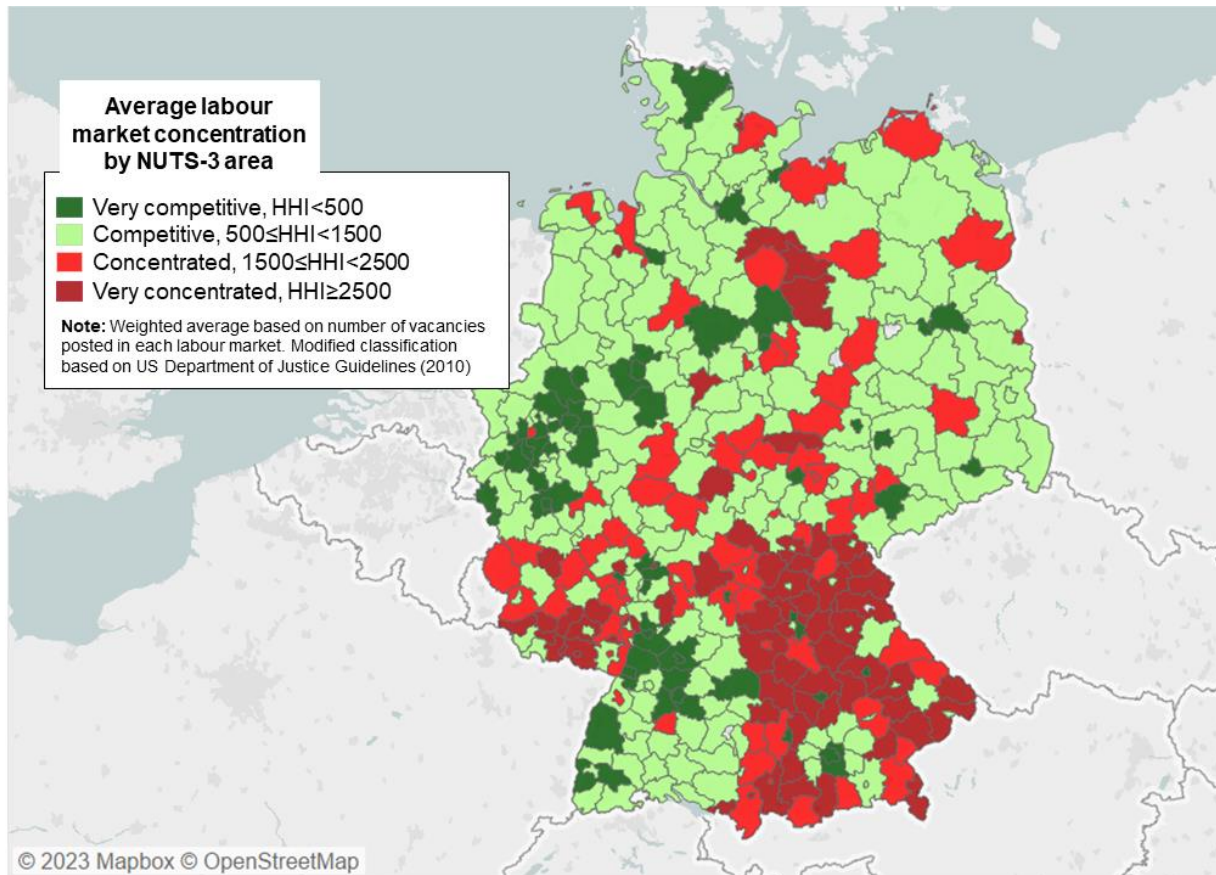 Average labour
market concentration
by NUTS-3 area
Very competitive, HHI<500
Competitive, 500≤HHI<1500
Concentrated, 1500≤HHI<2500
Very concentrated, HHI≥2500
Note: Weighted average based on number of vacancies
posted in each labour market. Modified classification
based on US Department of Justice Guidelines (2010)
© 2023 Mapbox © OpenStreetMap